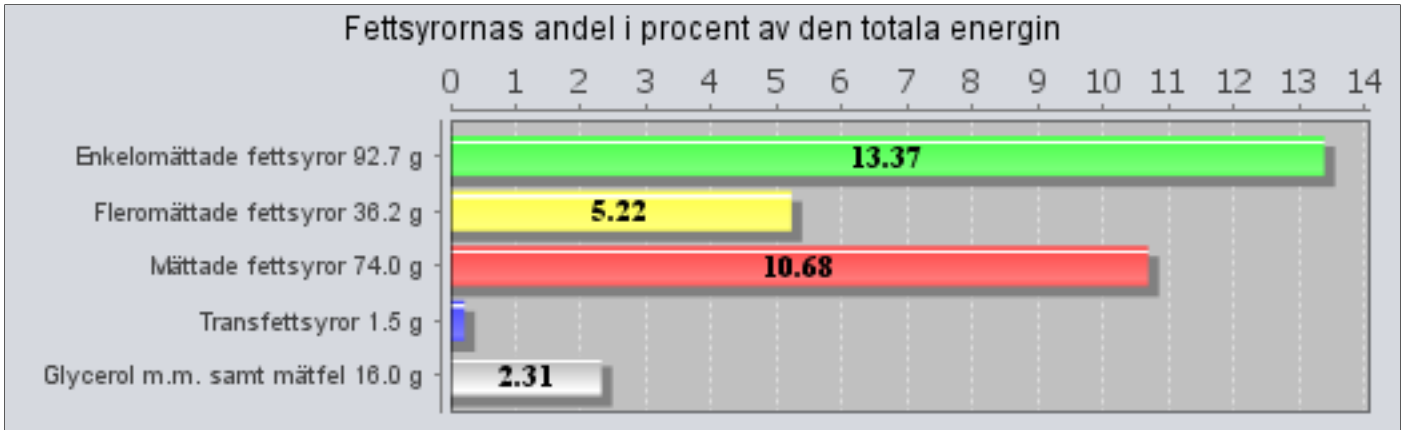 Fettsyrornas andel i procent av den totala energin
0 1 2 3 4 5 6 7 8 9 10 11 12 13 14
Enkelomättade fettsyror 92.7 g 13.37
Fleromättade fettsyror 36.2 g 5.22
Mättade fettsyror 74.0 g 10.68
Transfettsyror 1.5 g
Glycerol m.m. samt mätfel 16.0 g 2.31